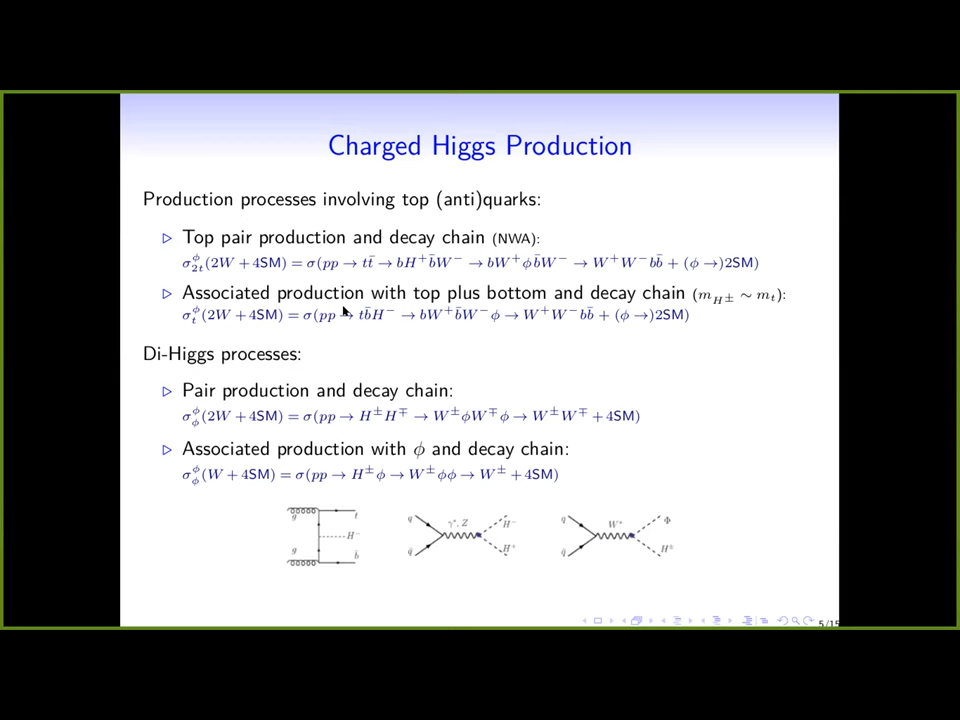 Charged Higgs Production
Production processes involving top (anti)quarks:
▷ Top pair production and decay chain (NWA):
σ^φ_{2t}(2W + 4SM) = σ(pp → tt̄ → bH⁺b̄W⁻ → bW⁺φb̄W⁻ → W⁺W⁻bb̄ + (φ →)2SM)
▷ Associated production with top plus bottom and decay chain (m_{H±} ∼ m_t):
σ^φ_t(2W + 4SM) = σ(pp → tb̄H⁻ → bW⁺b̄W⁻φ → W⁺W⁻bb̄ + (φ →)2SM)
Di-Higgs processes:
▷ Pair production and decay chain:
σ^φ_φ(2W + 4SM) = σ(pp → H^±H^∓ → W^±φW^∓φ → W^±W^∓ + 4SM)
▷ Associated production with φ and decay chain:
σ^φ_φ(W + 4SM) = σ(pp → H^±φ → W^±φφ → W^± + 4SM)
g t H⁻ g b̄
q γ*, Z H⁻ q̄ H⁺
q W* Φ q̄ H^±
5/15